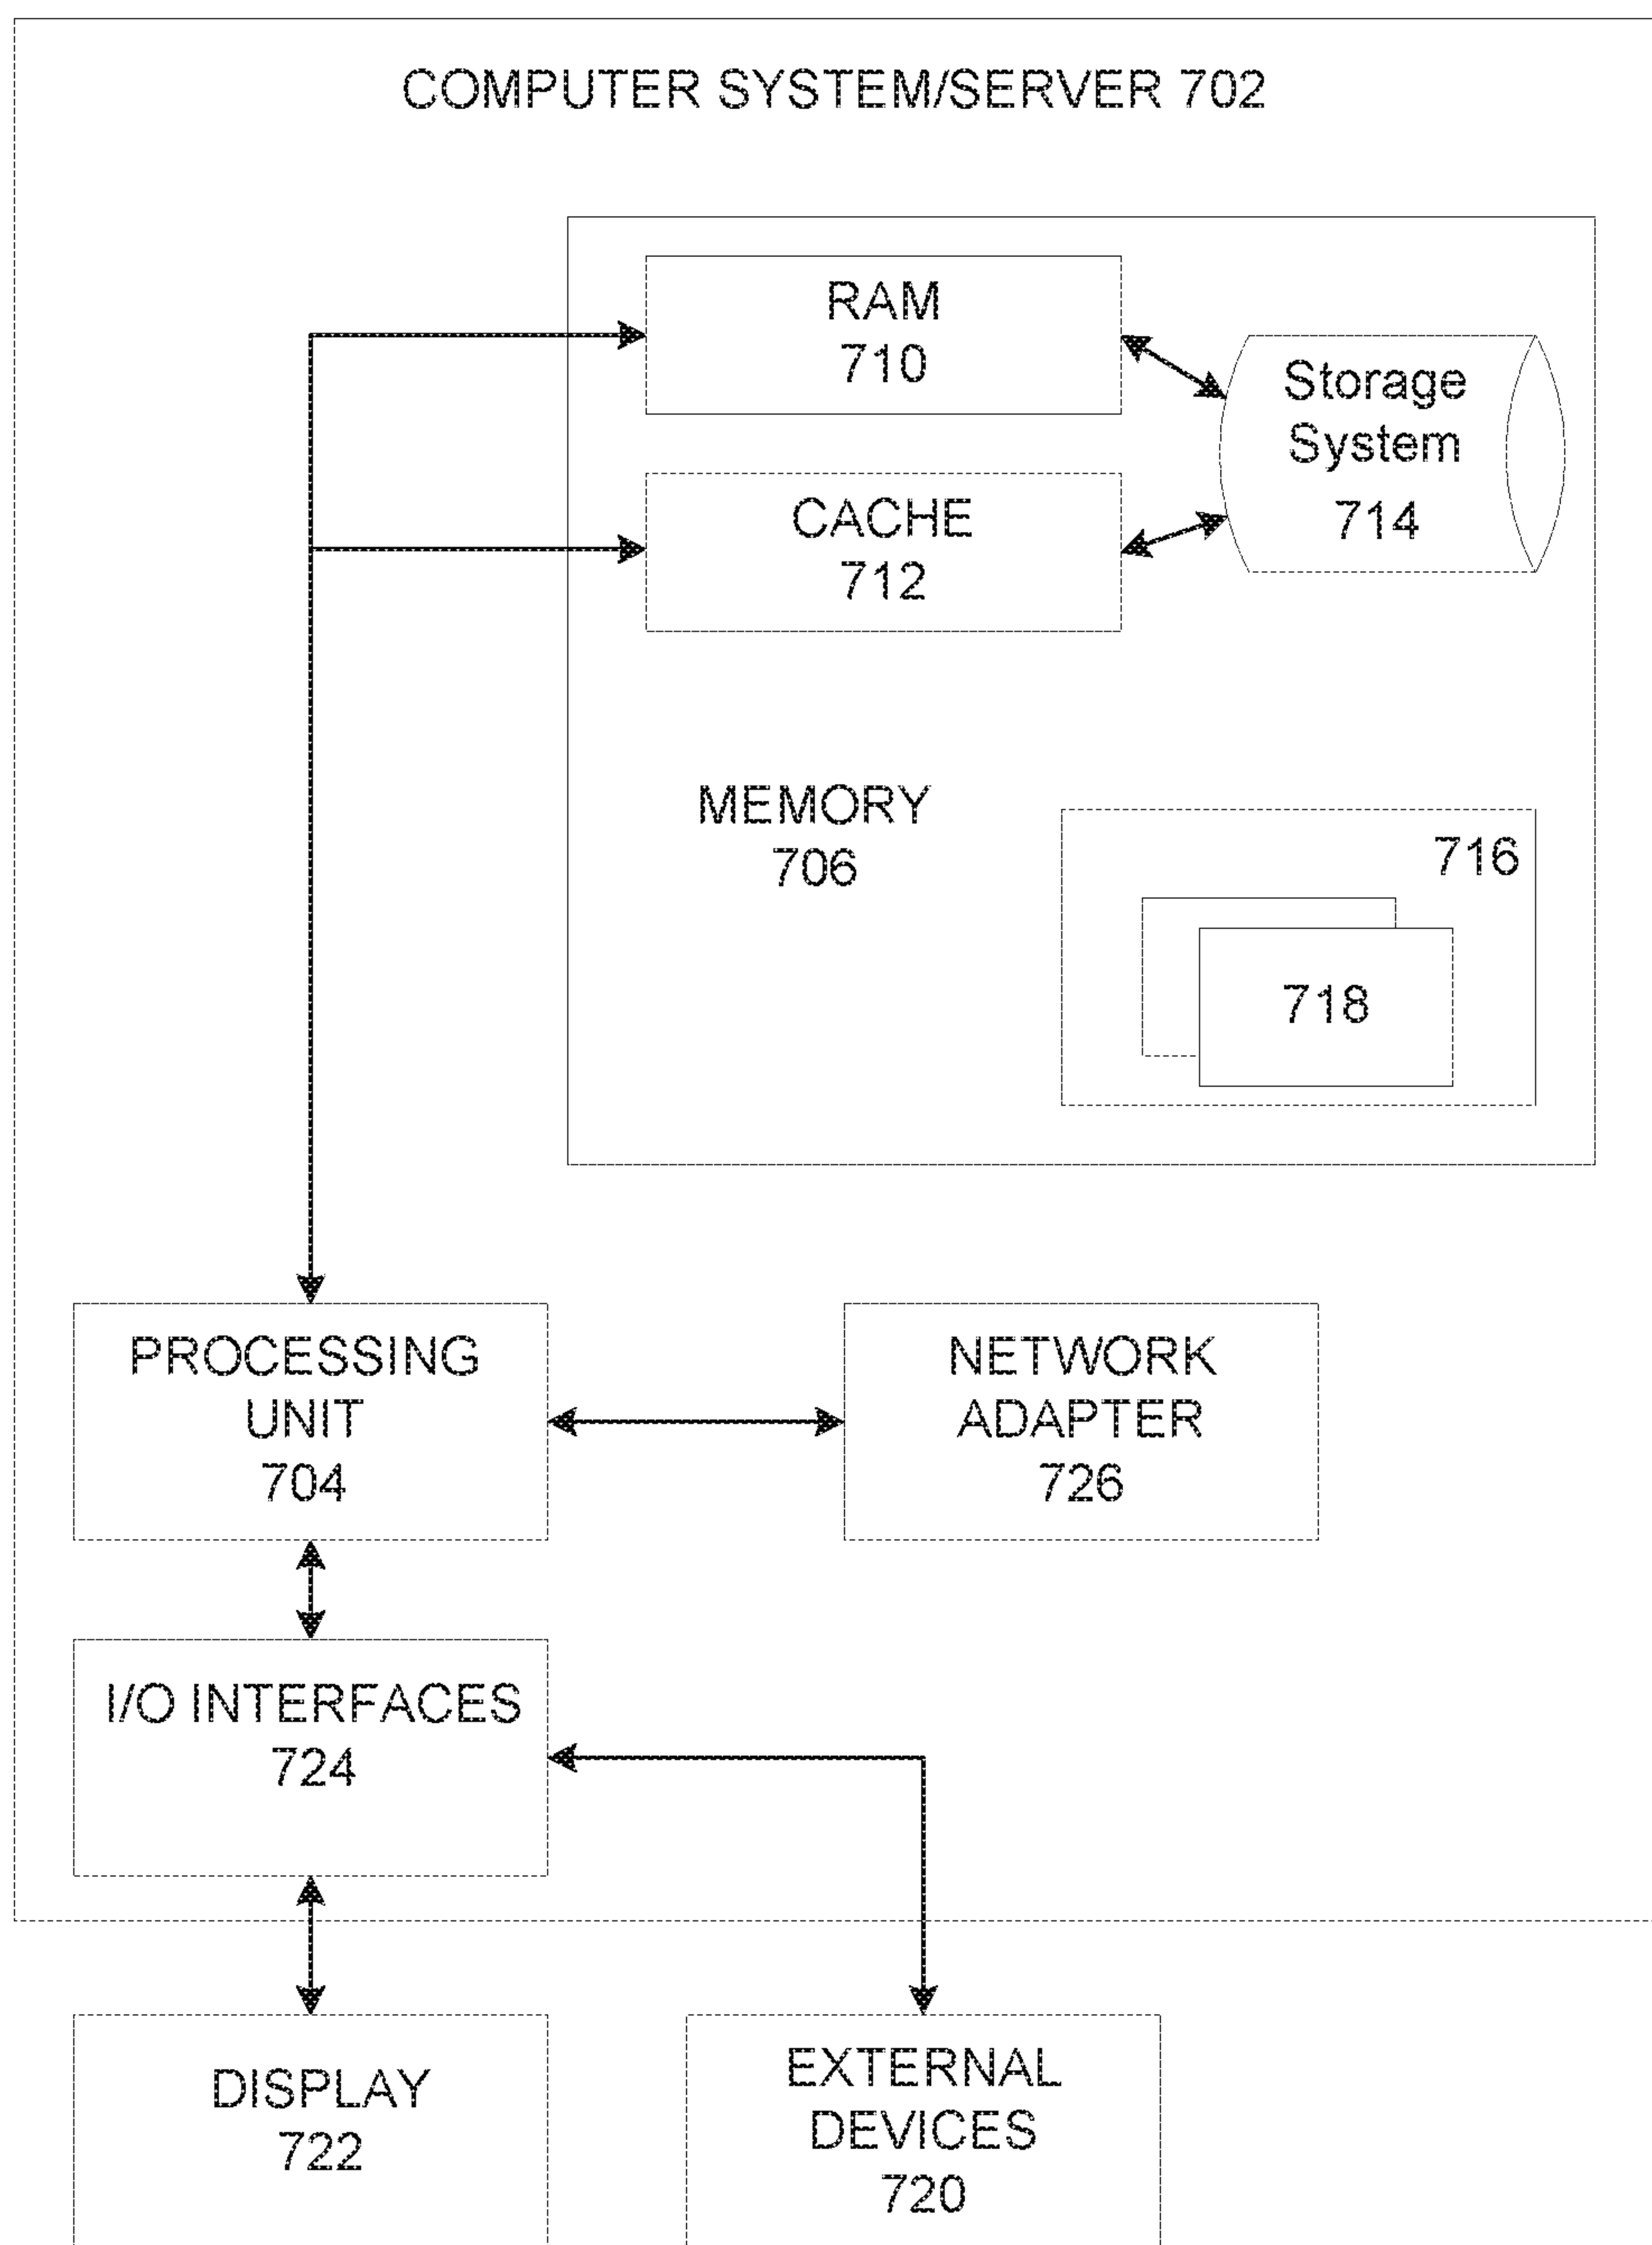 COMPUTER SYSTEM/SERVER 702
RAM
710
Storage
System
714
CACHE
712
MEMORY
706
716
718
PROCESSING
UNIT
704
NETWORK
ADAPTER
726
I/O INTERFACES
724
DISPLAY
722
EXTERNAL
DEVICES
720